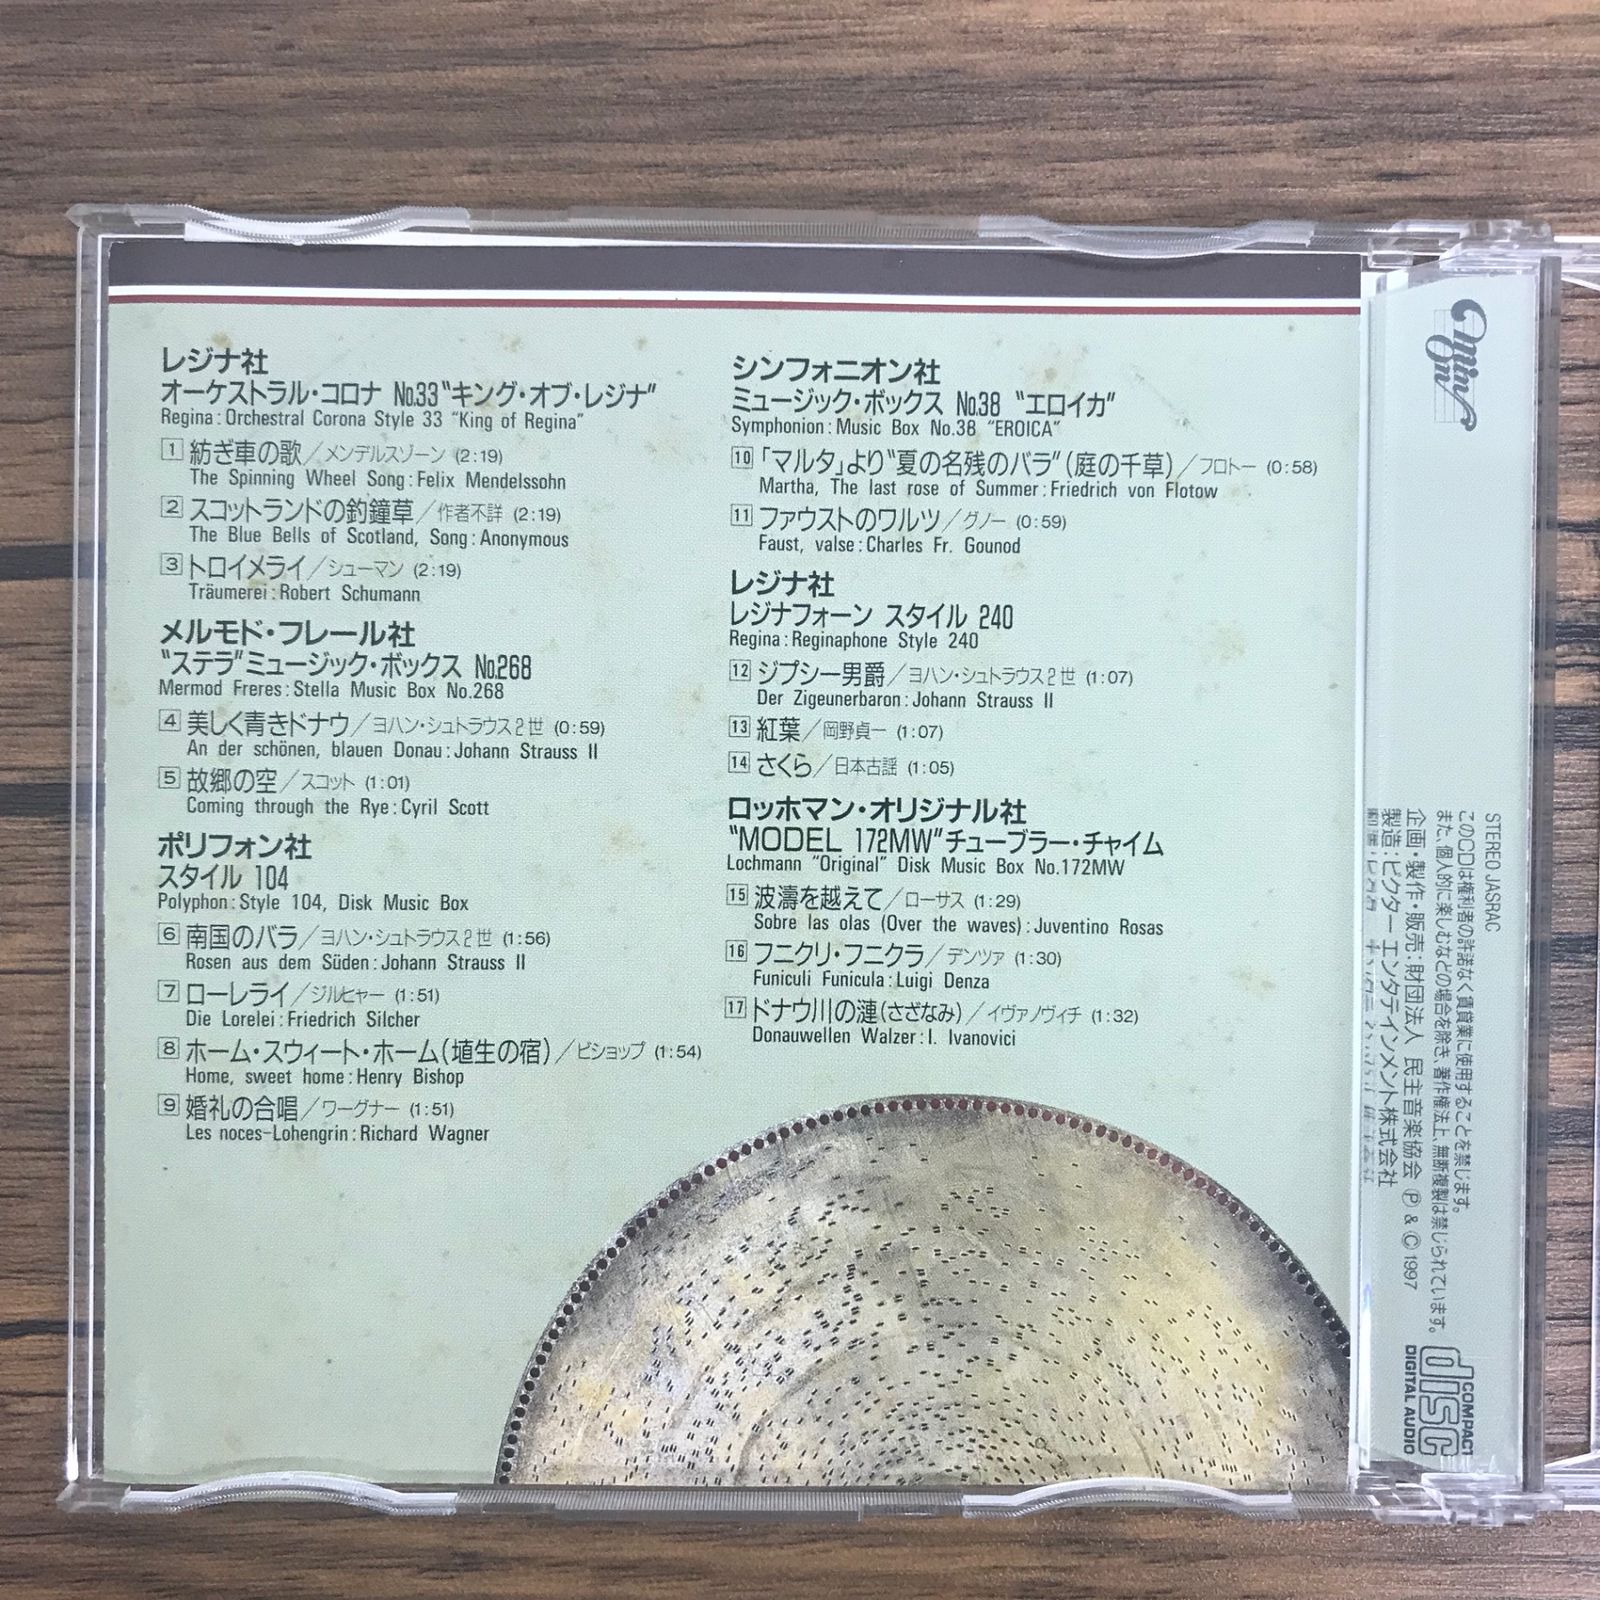 レジナ社
オーケストラル・コロナ No.33“キング・オブ・レジナ”
Regina:Orchestral Corona Style 33 “King of Regina”
1 紡ぎ車の歌／メンデルスゾーン (2:19)
The Spinning Wheel Song:Felix Mendelssohn
2 スコットランドの釣鐘草／作者不詳 (2:19)
The Blue Bells of Scotland, Song:Anonymous
3 トロイメライ／シューマン (2:19)
Träumerei:Robert Schumann
メルモド・フレール社
“ステラ”ミュージック・ボックス No.268
Mermod Freres:Stella Music Box No.268
4 美しく青きドナウ／ヨハン・シュトラウス2世 (0:59)
An der schönen, blauen Donau:Johann Strauss II
5 故郷の空／スコット (1:01)
Coming through the Rye:Cyril Scott
ポリフォン社
スタイル 104
Polyphon:Style 104, Disk Music Box
6 南国のバラ／ヨハン・シュトラウス2世 (1:56)
Rosen aus dem Süden:Johann Strauss II
7 ローレライ／ジルヒャー (1:51)
Die Lorelei:Friedrich Silcher
8 ホーム・スウィート・ホーム(埴生の宿)／ビショップ (1:54)
Home, sweet home:Henry Bishop
9 婚礼の合唱／ワーグナー (1:51)
Les noces-Lohengrin:Richard Wagner
シンフォニオン社
ミュージック・ボックス No.38 “エロイカ”
Symphonion:Music Box No.38 “EROICA”
10 「マルタ」より“夏の名残のバラ”(庭の千草)／フロトー (0:58)
Martha, The last rose of Summer:Friedrich von Flotow
11 ファウストのワルツ／グノー (0:59)
Faust, valse:Charles Fr. Gounod
レジナ社
レジナフォーン スタイル 240
Regina:Reginaphone Style 240
12 ジプシー男爵／ヨハン・シュトラウス2世 (1:07)
Der Zigeunerbaron:Johann Strauss II
13 紅葉／岡野貞一 (1:07)
14 さくら／日本古謡 (1:05)
ロッホマン・オリジナル社
“MODEL 172MW”チューブラー・チャイム
Lochmann “Original” Disk Music Box No.172MW
15 波濤を越えて／ローサス (1:29)
Sobre las olas (Over the waves):Juventino Rosas
16 フニクリ・フニクラ／デンツァ (1:30)
Funiculi Funicula:Luigi Denza
17 ドナウ川の漣(さざなみ)／イヴァノヴィチ (1:32)
Donauwellen Walzer:I. Ivanovici
Min On
STEREO JASRAC
このCDは権利者の許諾なく賃貸業に使用することを禁じます。
また、個人的に楽しむなどの場合を除き、著作権法上、無断複製は禁じられています。
企画・製作・販売:財団法人 民主音楽協会 Ⓟ & © 1997
製造:ビクター エンタテインメント株式会社
COMPACT
disc
DIGITAL AUDIO